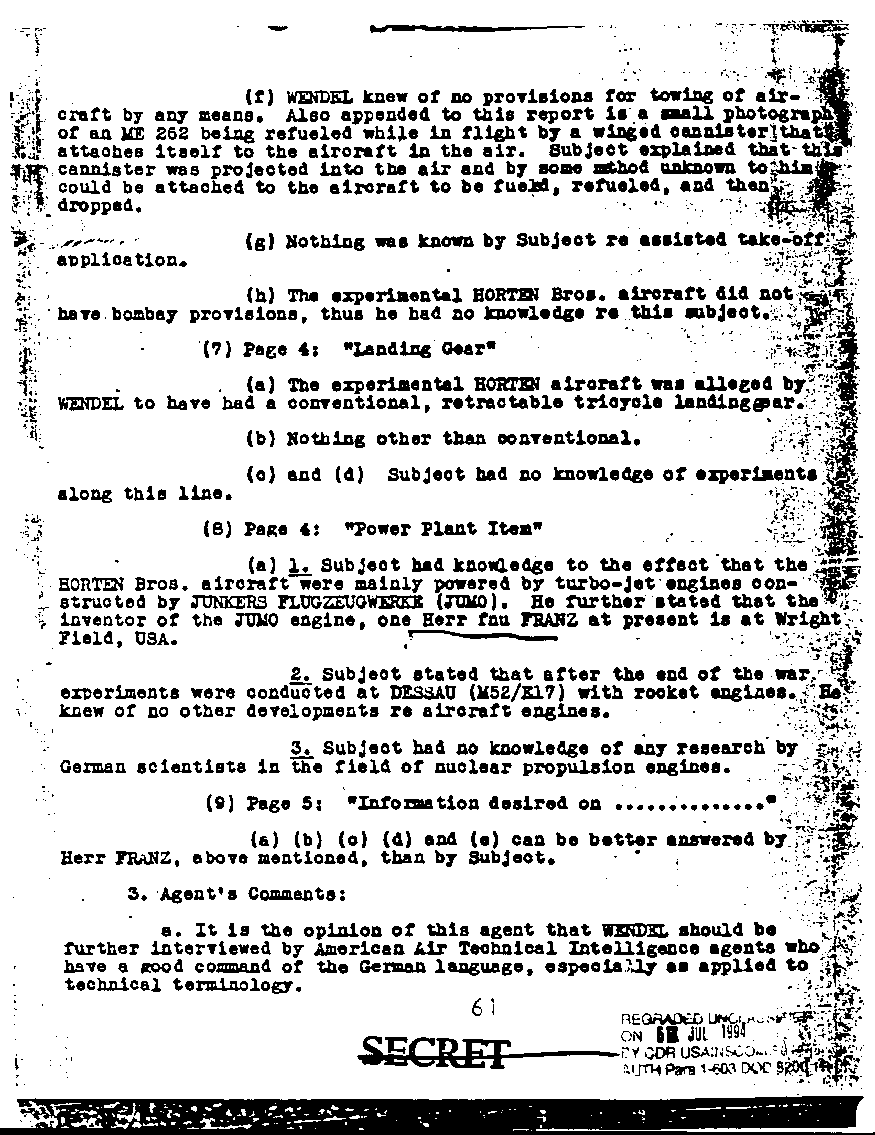 (f) WENDEL knew of no provisions for towing of air-
craft by any means. Also appended to this report is a small photograph
of an ME 262 being refueled while in flight by a winged cannister that
attaches itself to the aircraft in the air. Subject explained that this
cannister was projected into the air and by some mthod unknown to him
could be attached to the aircraft to be fueld, refueled, and then
dropped.
(g) Nothing was known by Subject re assisted take-off
application.
(h) The experimental HORTEN Bros. aircraft did not
have bombay provisions, thus he had no knowledge re this subject.
(7) Page 4: "Landing Gear"
(a) The experimental HORTEN aircraft was alleged by
WENDEL to have had a conventional, retractable tricycle landing gear.
(b) Nothing other than conventional.
(c) and (d) Subject had no knowledge of experiments
along this line.
(8) Page 4: "Power Plant Item"
(a) 1. Subject had knowledge to the effect that the
HORTEN Bros. aircraft were mainly powered by turbo-jet engines con-
structed by JUNKERS FLUGZEUGWERKE (JUMO). He further stated that the
inventor of the JUMO engine, one Herr fnu FRANZ at present is at Wright
Field, USA.
2. Subject stated that after the end of the war,
experiments were conducted at DESSAU (M52/E17) with rocket engines. He
knew of no other developments re aircraft engines.
3. Subject had no knowledge of any research by
German scientists in the field of nuclear propulsion engines.
(9) Page 5: "Information desired on .............."
(a) (b) (c) (d) and (e) can be better answered by
Herr FRANZ, above mentioned, than by Subject.
3. Agent's Comments:
a. It is the opinion of this agent that WENDEL should be
further interviewed by American Air Technical Intelligence agents who
have a good command of the German language, especially as applied to
technical terminology.
61
SECRET
REGRADED
ON JUL 1994
BY CDR
AUTH Para 1-603 DOD